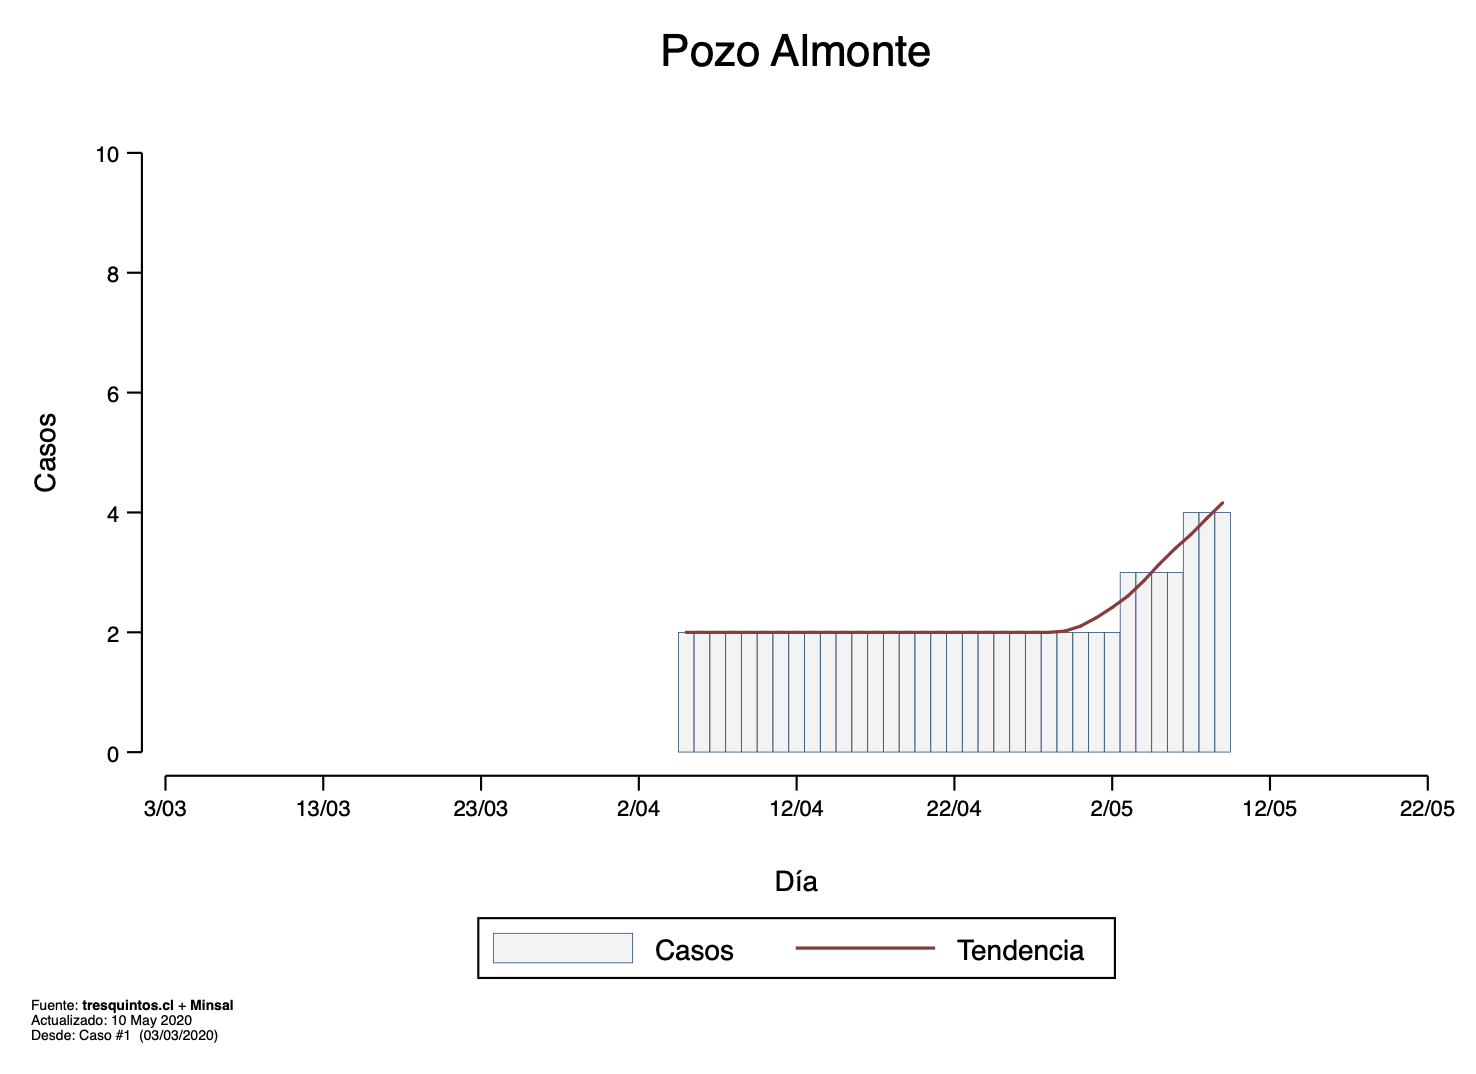 Pozo Almonte
10
8
6
4
2
0
Casos
3/03 13/03 23/03 2/04 12/04 22/04 2/05 12/05 22/05
Día
Casos Tendencia
Fuente: tresquintos.cl + Minsal
Actualizado: 10 May 2020
Desde: Caso #1 (03/03/2020)